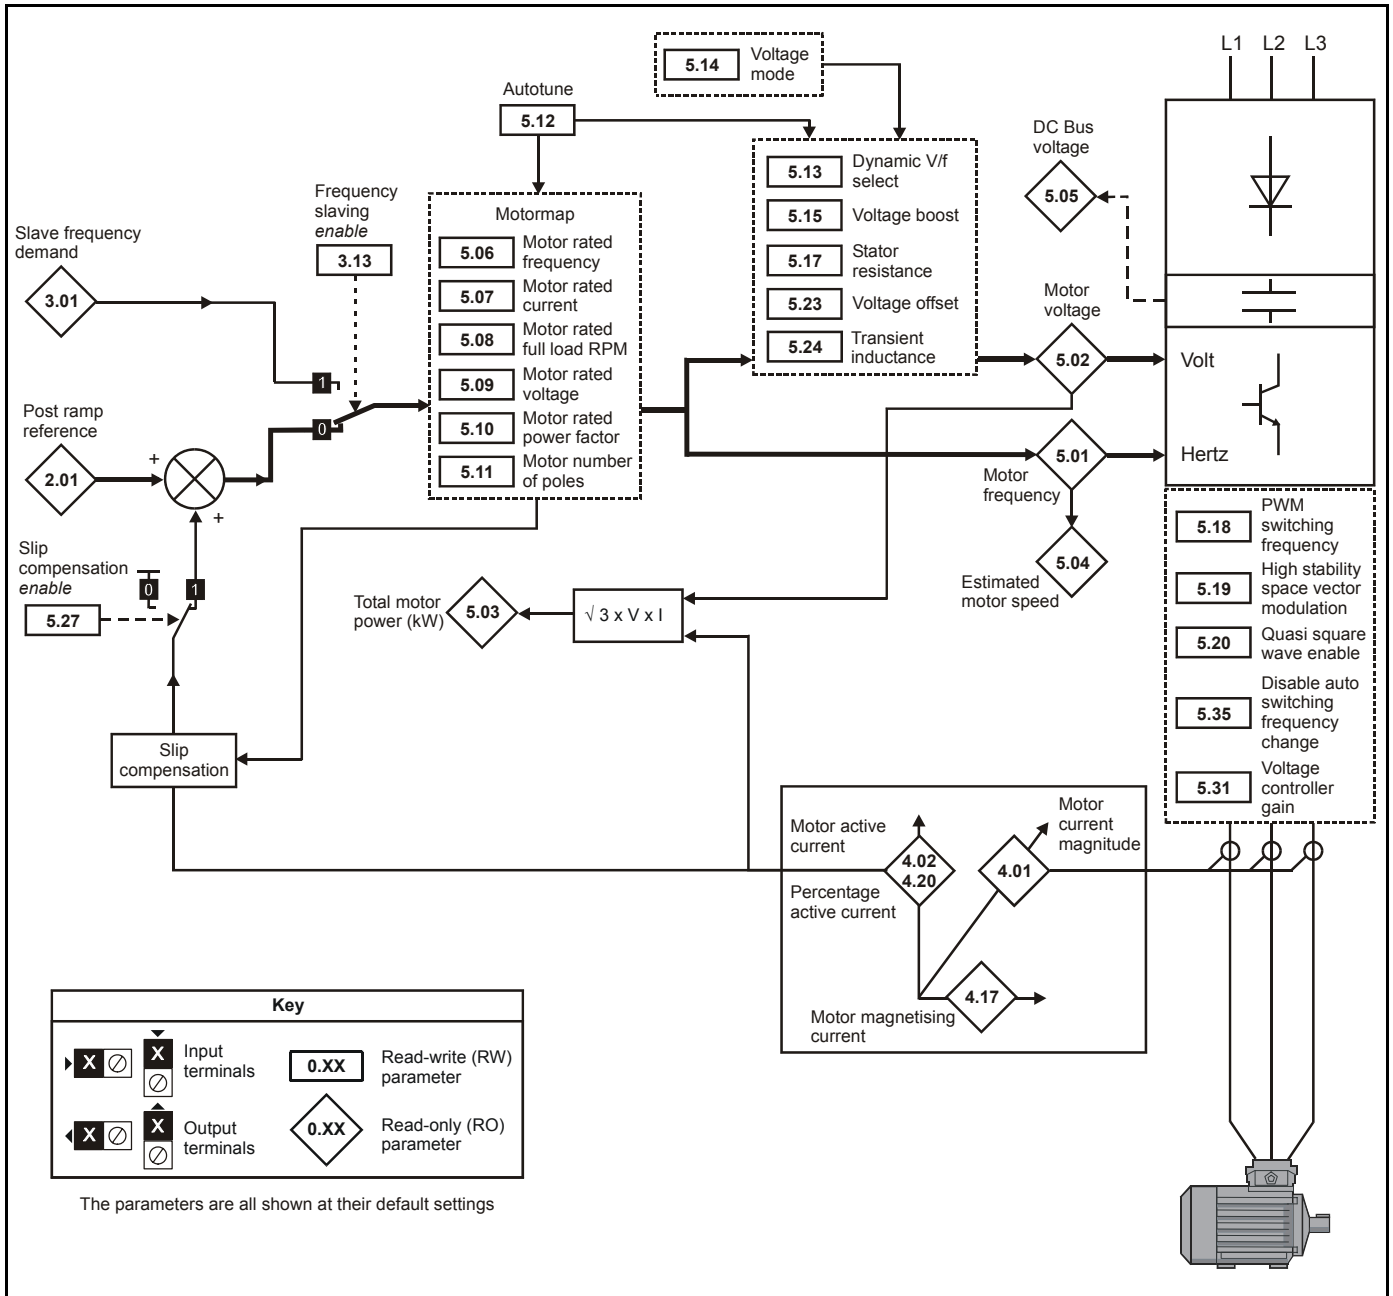 L1 L2 L3
5.14
Voltage
mode
Autotune
5.12
DC Bus
voltage
5.05
Frequency
slaving
enable
3.13
Slave frequency
demand
3.01
Motormap
5.06
Motor rated
frequency
5.07
Motor rated
current
5.08
Motor rated
full load RPM
5.09
Motor rated
voltage
5.10
Motor rated
power factor
5.11
Motor number
of poles
5.13
Dynamic V/f
select
5.15
Voltage boost
5.17
Stator
resistance
5.23
Voltage offset
5.24
Transient
inductance
Motor
voltage
5.02
Volt
1
0
Post ramp
reference
2.01
+
+
5.01
Motor
frequency
Hertz
5.04
Estimated
motor speed
Slip
compensation
enable
5.27
0
1
Total motor
power (kW)
5.03
√ 3 x V x I
5.18
PWM
switching
frequency
5.19
High stability
space vector
modulation
5.20
Quasi square
wave enable
5.35
Disable auto
switching
frequency
change
5.31
Voltage
controller
gain
Slip
compensation
Motor active
current
4.02
4.20
Percentage
active current
Motor
current
magnitude
4.01
4.17
Motor magnetising
current
Key
X
X
Input
terminals
0.XX
Read-write (RW)
parameter
X
X
Output
terminals
0.XX
Read-only (RO)
parameter
The parameters are all shown at their default settings